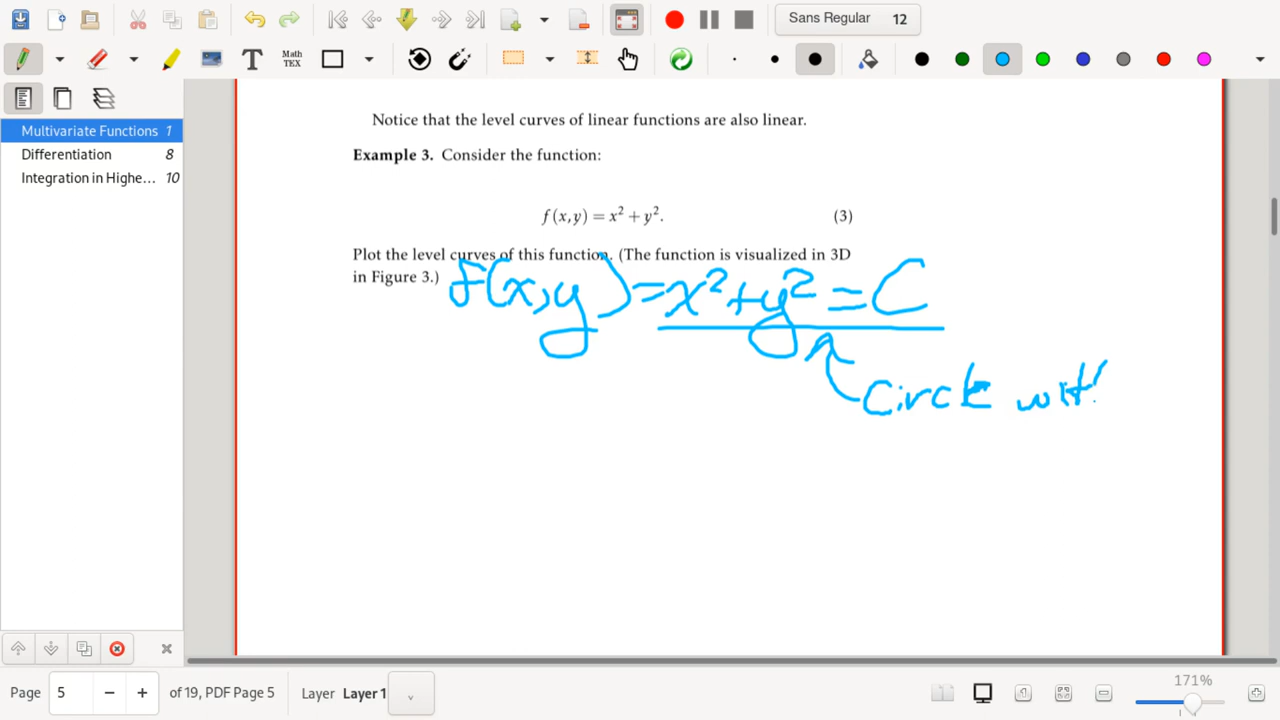 Sans Regular 12
T Math TEX
Multivariate Functions 1
Differentiation 8
Integration in Highe... 10
Notice that the level curves of linear functions are also linear.
Example 3. Consider the function:
f(x,y) = x² + y². (3)
Plot the level curves of this function. (The function is visualized in 3D
in Figure 3.)
f(x,y)=x²+y²=C
Circle
Page 5 of 19, PDF Page 5 Layer Layer 1
171%